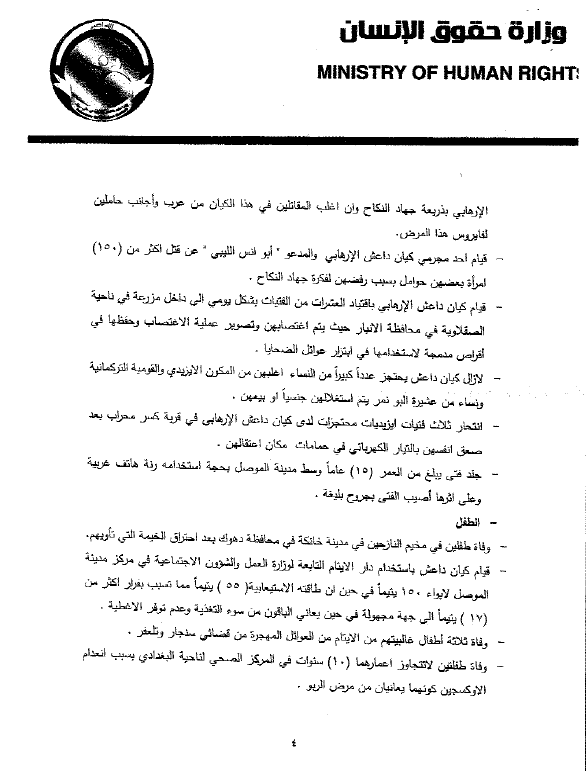 وزارة حقوق الإنسان
MINISTRY OF HUMAN RIGHTS
الإرهابي بذريعة جهاد النكاح وان اغلب المقاتلين في هذا الكيان من عرب وأجانب حاملين
لفايروس هذا المرض.
– قيام احد مجرمي كيان داعش الإرهابي والمدعو " أبو انس الليبي " عن قتل اكثر من (١٥٠)
امرأة بعضهن حوامل بسبب رفضهن لفكرة جهاد النكاح .
– قيام كيان داعش الإرهابي باقتياد العشرات من الفتيات بشكل يومي الى داخل مزرعة في ناحية
الصقلاوية في محافظة الانبار حيث يتم اغتصابهن وتصوير عملية الاغتصاب وحفظها في
أقراص مدمجة لاستخدامها في ابتزاز عوائل الضحايا .
– لازال كيان داعش يحتجز عدداً كبيراً من النساء اغلبهن من المكون الايزيدي والقومية التركمانية
ونساء من عشيرة البو نمر يتم استغلالهن جنسياً او بيعهن .
– انتحار ثلاث فتيات ايزيديات محتجزات لدى كيان داعش الإرهابي في قرية كسر محراب بعد
صعق انفسهن بالتيار الكهربائي في حمامات مكان اعتقالهن .
– جلد فتى يبلغ من العمر (١٥) عاماً وسط مدينة الموصل بحجة استخدامه رنة هاتف غربية
وعلى اثرها أصيب الفتى بجروح بليغة .
– الطفل
– وفاة طفلين في مخيم النازحين في مدينة خانكة في محافظة دهوك بعد احتراق الخيمة التي تأويهم.
– قيام كيان داعش باستخدام دار الايتام التابعة لوزارة العمل والشؤون الاجتماعية في مركز مدينة
الموصل لايواء ١٥٠ يتيماً في حين ان طاقته الاستيعابية( ٥٥ ) يتيماً مما تسبب بفرار اكثر من
(١٧ ) يتيماً الى جهة مجهولة في حين يعاني الباقون من سوء التغذية وعدم توفر الاغطية .
– وفاة ثلاثة أطفال غالبيتهم من الايتام من العوائل المهجرة من قضائي سنجار وتلعفر .
– وفاة طفلتين لاتتجاوز اعمارهما (١٠) سنوات في المركز الصحي لناحية البغدادي بسبب انعدام
الاوكسجين كونهما يعانيان من مرض الربو .
٤